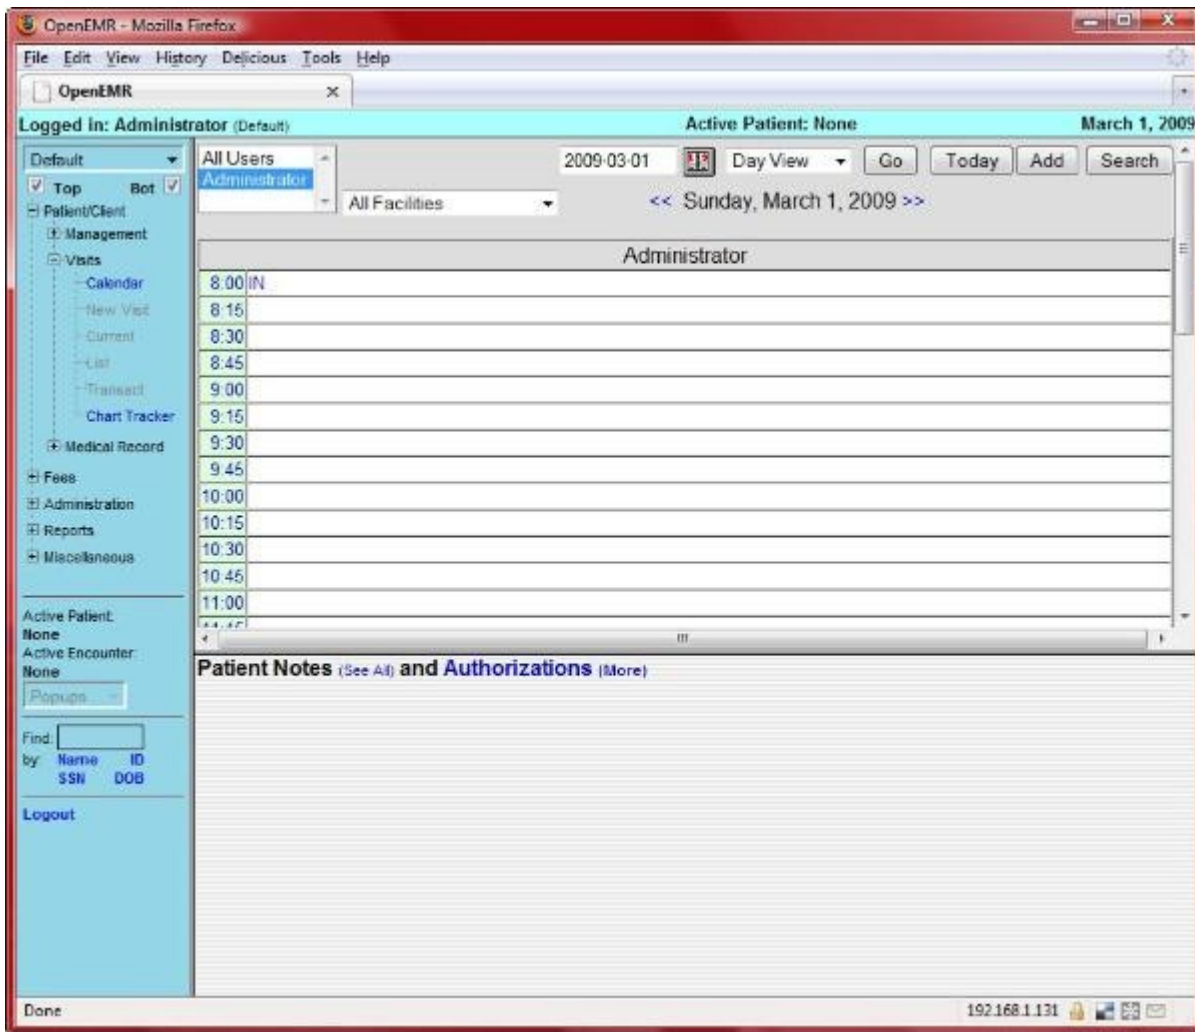 OpenEMR - Mozilla Firefox
File Edit View History Delicious Tools Help
OpenEMR
Logged in: Administrator (Default) Active Patient: None March 1, 2009
Default
Top Bot
Patient/Client
Management
Visits
Calendar
New Visit
Current
List
Transact
Chart Tracker
Medical Record
Fees
Administration
Reports
Miscellaneous
Active Patient:
None
Active Encounter:
None
Popups
Find:
by: Name ID
SSN DOB
Logout
All Users
Administrator
All Facilities
2009-03-01 Day View Go Today Add Search
<< Sunday, March 1, 2009 >>
Administrator
8:00 IN
8:15
8:30
8:45
9:00
9:15
9:30
9:45
10:00
10:15
10:30
10:45
11:00
Patient Notes (See All) and Authorizations (More)
Done 192.168.1.131